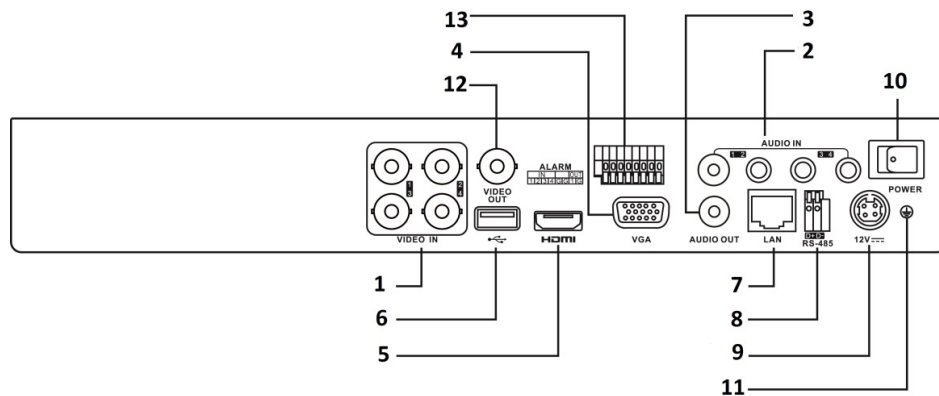 13
3
4
2
12
10
AUDIO IN
1 2
3 4
ALARM
IN OUT
1 2 3 4 G G 1 G
VIDEO
OUT
POWER
VIDEO IN
HDMI
VGA
AUDIO OUT
LAN
D+ D-
RS-485
12V
1
7
6
8
5
9
11